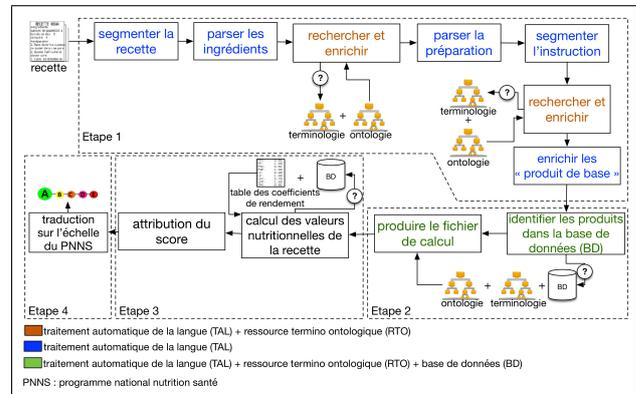 segmenter la
recette
parser les
ingrédients
rechercher et
enrichir
parser la
préparation
segmenter
l'instruction
recette
?
terminologie
+
ontologie
Etape 1
?
terminologie
+
ontologie
rechercher et
enrichir
enrichir les
« produit de base »
A B C D E
traduction
sur l'échelle
du PNNS
Etape 4
+
BD
table des coefficients
de rendement
?
attribution du
score
calcul des valeurs
nutritionnelles de
la recette
Etape 3
produire le fichier
de calcul
identifier les produits
dans la base de
données (BD)
?
ontologie
+
terminologie
+
BD
Etape 2
traitement automatique de la langue (TAL) + ressource termino ontologique (RTO)
traitement automatique de la langue (TAL)
traitement automatique de la langue (TAL) + ressource termino ontologique (RTO) + base de données (BD)
PNNS : programme national nutrition santé